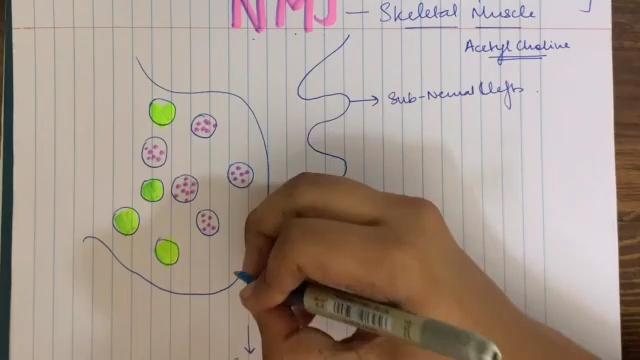 NMJ — Skeletal Muscle
Acetyl Choline
Sub-Neural Clefts